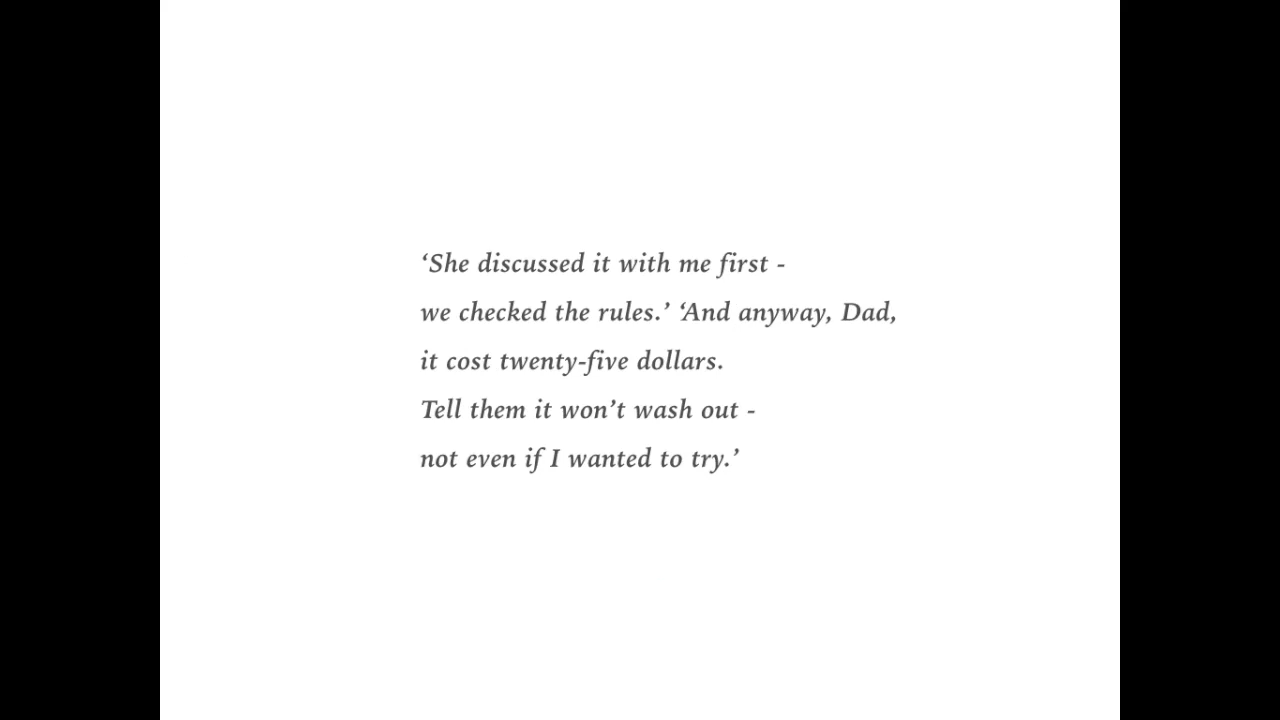 ‘She discussed it with me first -
we checked the rules.’ ‘And anyway, Dad,
it cost twenty-five dollars.
Tell them it won’t wash out -
not even if I wanted to try.’